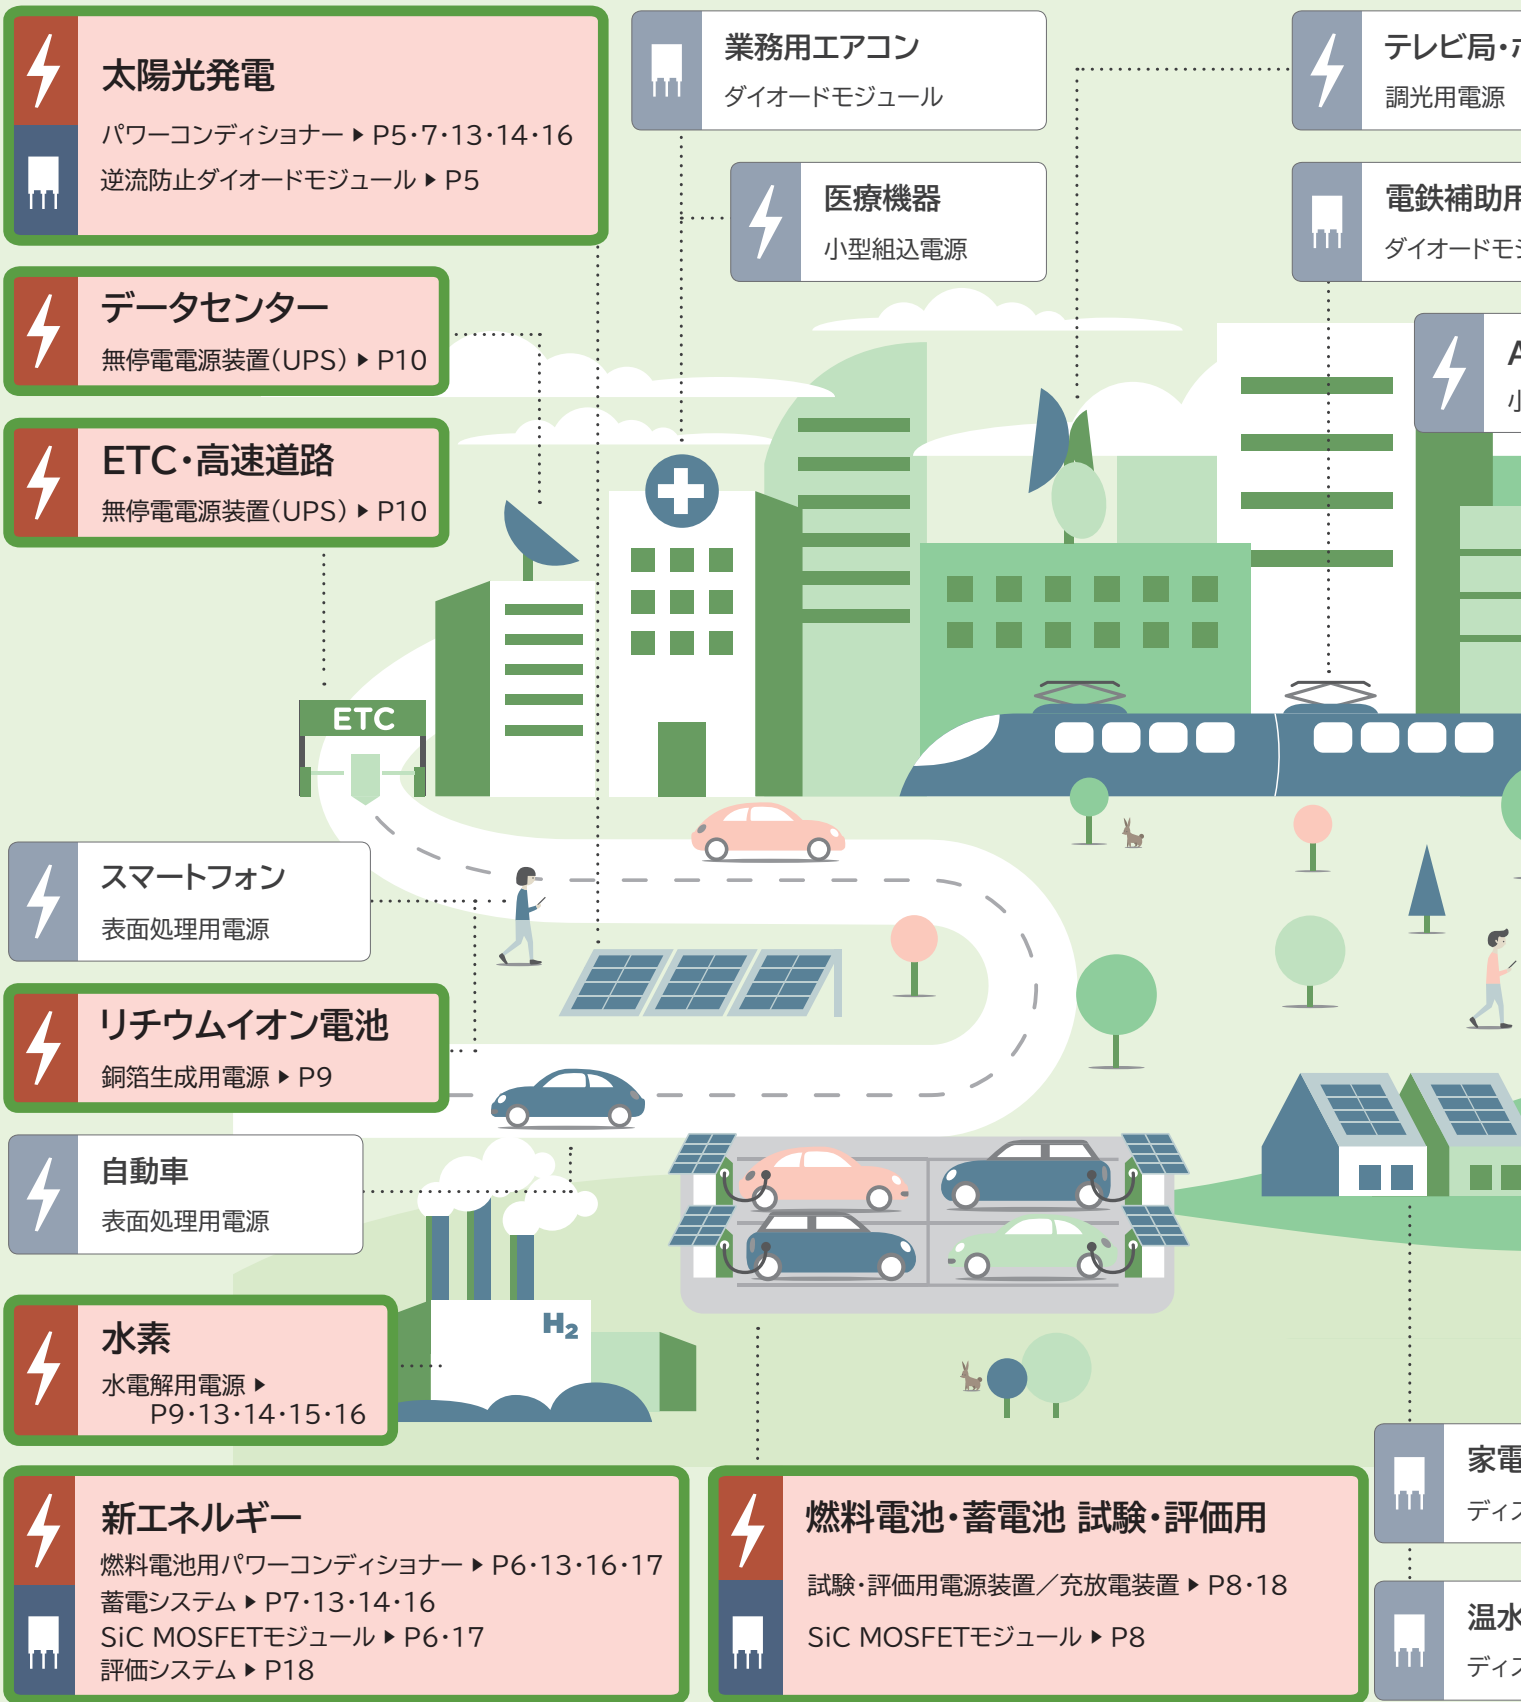 太陽光発電
パワーコンディショナー ▶ P5・7・13・14・16
逆流防止ダイオードモジュール ▶ P5
業務用エアコン
ダイオードモジュール
医療機器
小型組込電源
テレビ局・
調光用電源
電鉄補助用
ダイオードモ
データセンター
無停電電源装置(UPS) ▶ P10
ETC・高速道路
無停電電源装置(UPS) ▶ P10
ETC
スマートフォン
表面処理用電源
リチウムイオン電池
銅箔生成用電源 ▶ P9
自動車
表面処理用電源
水素
水電解用電源 ▶
P9・13・14・15・16
H₂
新エネルギー
燃料電池用パワーコンディショナー ▶ P6・13・16・17
蓄電システム ▶ P7・13・14・16
SiC MOSFETモジュール ▶ P6・17
評価システム ▶ P18
燃料電池・蓄電池 試験・評価用
試験・評価用電源装置／充放電装置 ▶ P8・18
SiC MOSFETモジュール ▶ P8
家電
ディス
温水
ディス